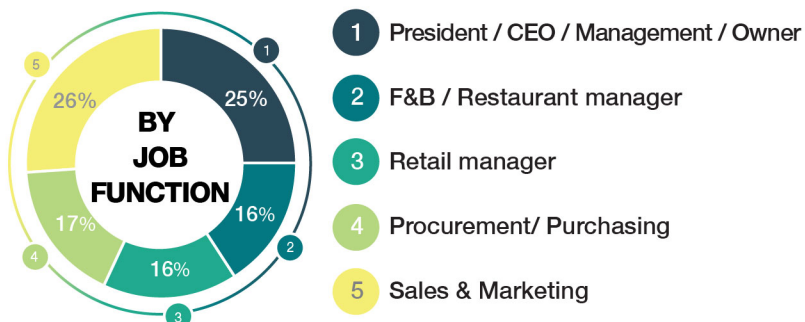 BY
JOB
FUNCTION
1
25%
2
16%
3
16%
4
17%
5
26%
1 President / CEO / Management / Owner
2 F&B / Restaurant manager
3 Retail manager
4 Procurement/ Purchasing
5 Sales & Marketing